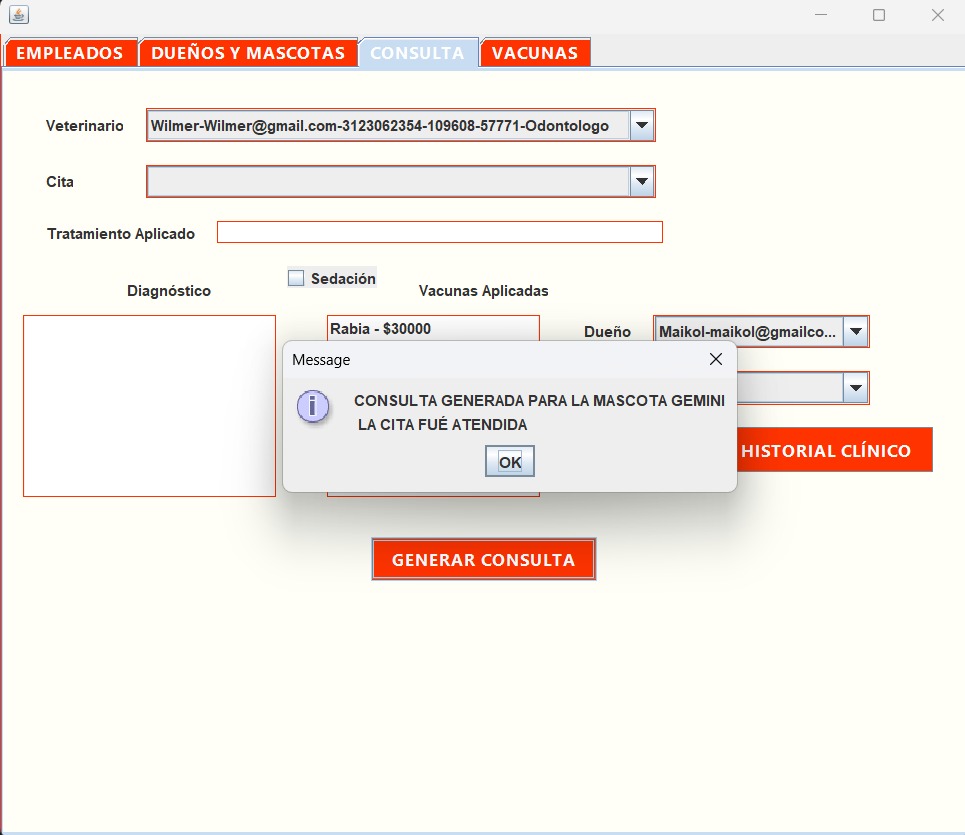 EMPLEADOS DUEÑOS Y MASCOTAS CONSULTA VACUNAS
Veterinario Wilmer-Wilmer@gmail.com-3123062354-109608-57771-Odontologo
Cita
Tratamiento Aplicado
Sedación
Diagnóstico Vacunas Aplicadas
Rabia - $30000
Dueño Maikol-maikol@gmailco...
Message
CONSULTA GENERADA PARA LA MASCOTA GEMINI
LA CITA FUÉ ATENDIDA
OK
HISTORIAL CLÍNICO
GENERAR CONSULTA